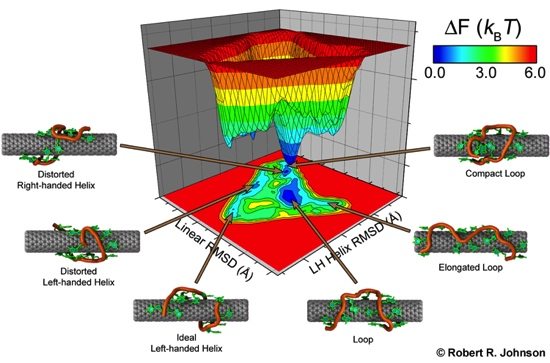 ΔF (kBT)
0.0 3.0 6.0
Distorted
Right-handed Helix
Compact Loop
Linear RMSD (Å)
LH Helix RMSD (Å)
Distorted
Left-handed Helix
Elongated Loop
Ideal
Left-handed Helix
Loop
© Robert R. Johnson